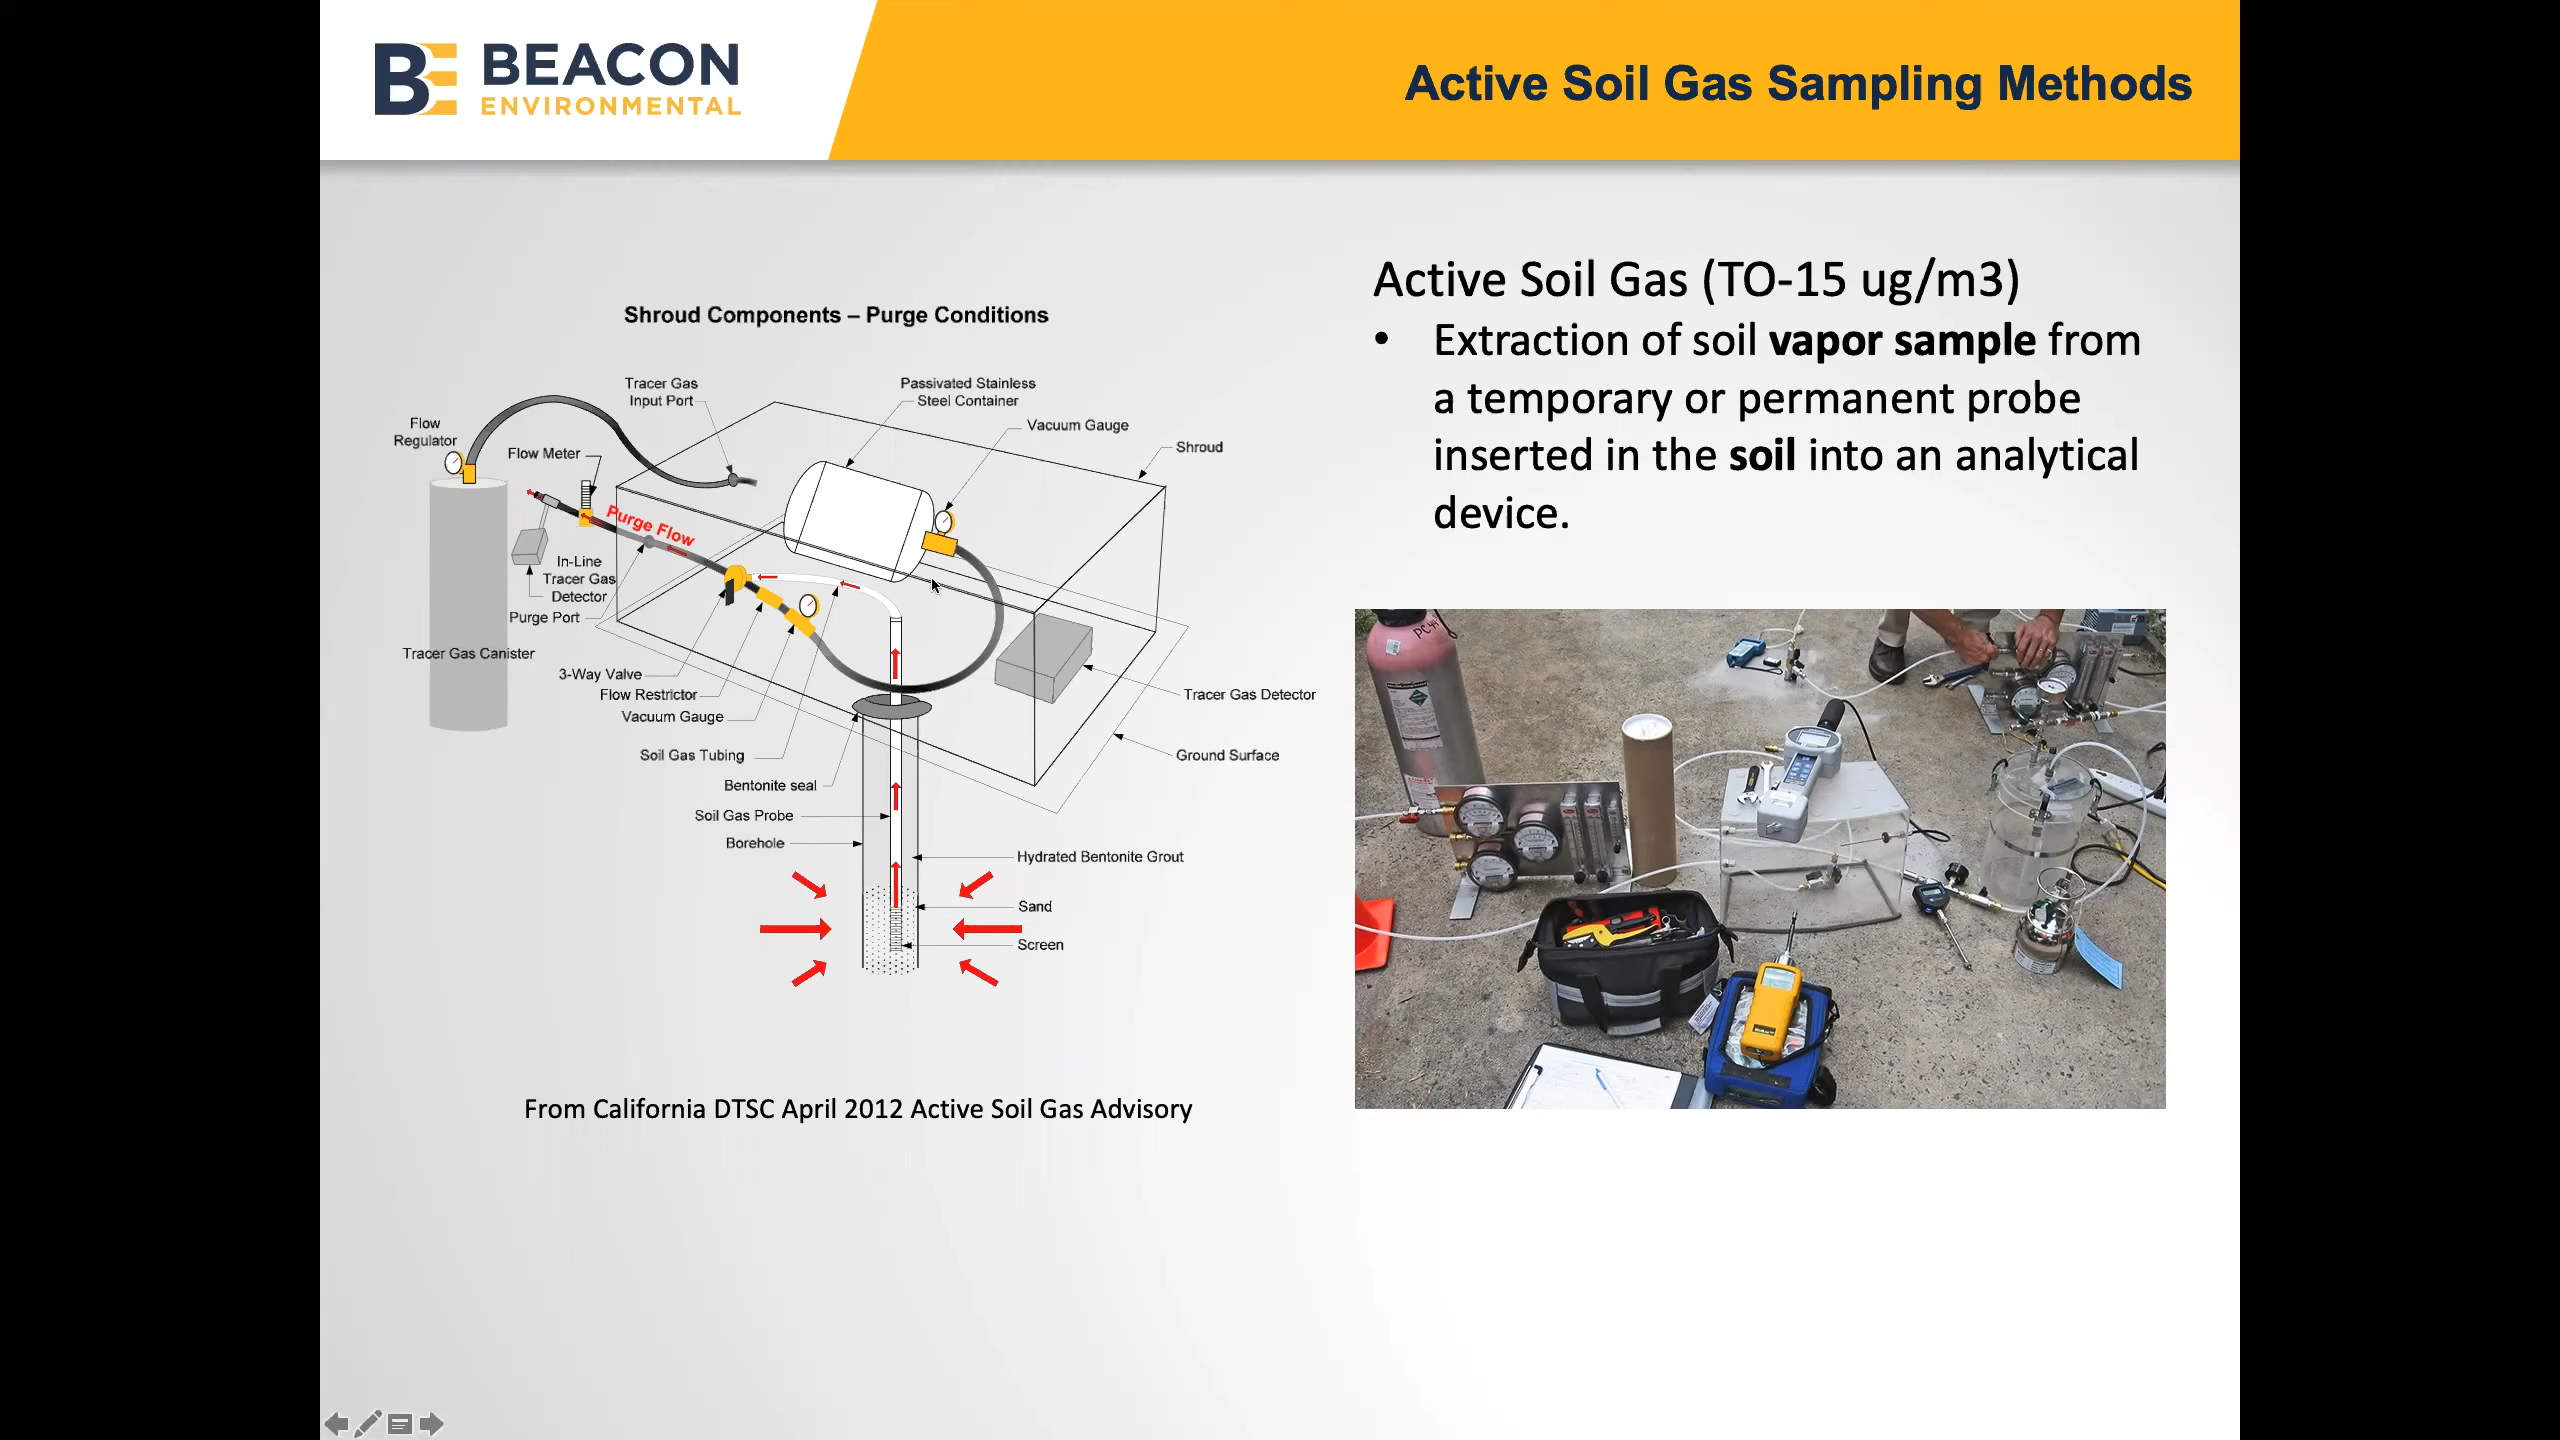 BE BEACON
ENVIRONMENTAL
Active Soil Gas Sampling Methods
Shroud Components – Purge Conditions
Tracer Gas
Input Port
Passivated Stainless
Steel Container
Vacuum Gauge
Shroud
Flow
Regulator
Flow Meter
Purge Flow
In-Line
Tracer Gas
Detector
Purge Port
Tracer Gas Canister
3-Way Valve
Flow Restrictor
Vacuum Gauge
Soil Gas Tubing
Bentonite seal
Soil Gas Probe
Borehole
Tracer Gas Detector
Ground Surface
Hydrated Bentonite Grout
Sand
Screen
From California DTSC April 2012 Active Soil Gas Advisory
Active Soil Gas (TO-15 ug/m3)
• Extraction of soil vapor sample from
a temporary or permanent probe
inserted in the soil into an analytical
device.